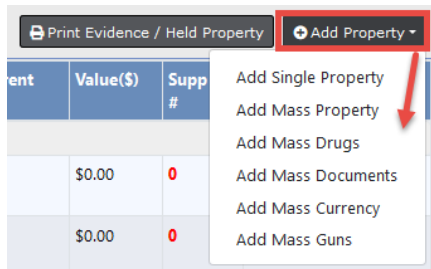 Print Evidence / Held Property
Add Property
ent Value($) Supp #
Add Single Property
Add Mass Property
Add Mass Drugs
$0.00 0
Add Mass Documents
Add Mass Currency
$0.00 0
Add Mass Guns